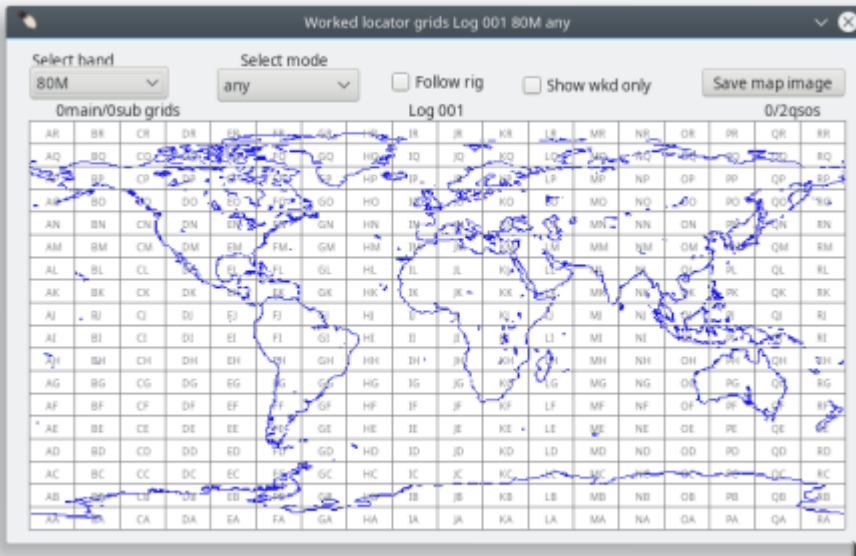 Worked locator grids Log 001 80M any
Select band Select mode
80M any Follow rig Show wkd only Save map image
0main/0sub grids Log 001 0/2qsos
AR BR CR DR ER FR GR HR IR JR KR LR MR NR OR PR QR RR
AQ BQ CQ DQ EQ FQ GQ HQ IQ JQ KQ LQ MQ NQ OQ PQ QQ RQ
BP CP DP FP GP HP IP KP LP MP NP OP PP QP RP
AO BO CO DO EO FO GO HO KO LO MO NO OO PO QO RO
AN BN CN DN EN FN GN HN IN JN KN LN MN NN ON PN QN RN
AM BM CM DM EM FM GM HM IM JM LM MM NM OM PM QM RM
AL BL CL DL EL FL GL HL IL JL KL LL NL OL PL QL RL
AK BK CK DK EK FK GK HK IK JK KK LK MK NK OK PK QK RK
AJ BJ CJ DJ EJ FJ GJ HJ IJ JJ KJ LJ MJ NJ PJ QJ RJ
AI BI CI DI EI FI GI HI II JI KI LI MI NI OI PI QI RI
AH BH CH DH EH FH GH HH IH JH KH LH MH NH OH PH QH RH
AG BG CG DG EG FG GG HG IG JG KG LG MG NG OG PG QG RG
AF BF CF DF EF FF GF HF IF JF KF LF MF NF OF PF QF RF
AE BE CE DE EE FE GE HE IE JE KE LE ME NE OE PE QE RE
AD BD CD DD ED FD GD HD ID JD KD LD MD ND OD PD QD RD
AC BC CC DC EC FC GC HC IC JC KC LC MC NC OC PC QC RC
AB BB CB DB EB FB GB HB IB JB KB LB MB NB OB PB QB RB
AA BA CA DA EA FA GA HA IA JA KA LA MA NA OA PA QA RA